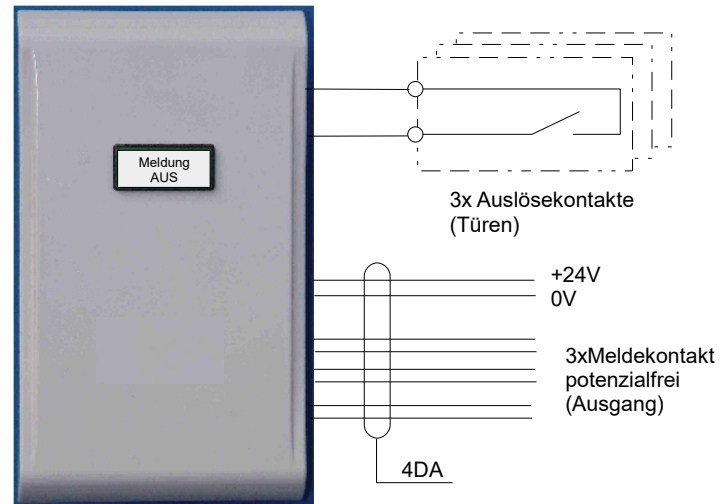 Meldung
AUS
3x Auslösekontakte
(Türen)
+24V
0V
3xMeldekontakt
potenzialfrei
(Ausgang)
4DA